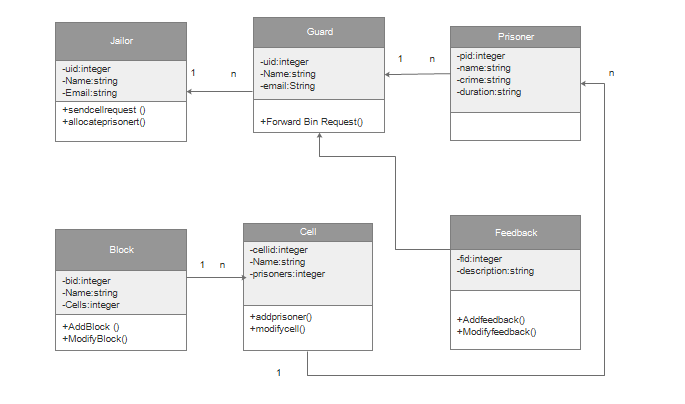 Jailor
-uid:integer
-Name:string
-Email:string
+sendcellrequest ()
+allocateprisonert()
1 n
Guard
-uid:integer
-Name:string
-email:String
+Forward Bin Request()
1 n
Prisoner
-pid:integer
-name:string
-crime:string
-duration:string
n
Block
-bid:integer
-Name:string
-Cells:integer
+AddBlock ()
+ModifyBlock()
1 n
Cell
-cellid:integer
-Name:string
-prisoners:integer
+addprisoner()
+modifycell()
1
Feedback
-fid:integer
-description:string
+Addfeedback()
+Modifyfeedback()